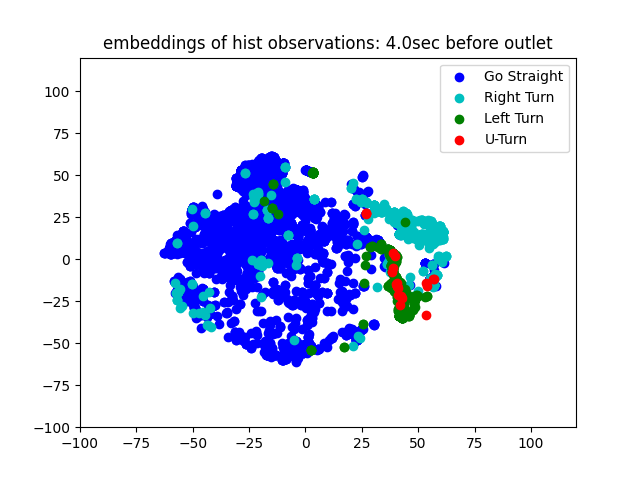 embeddings of hist observations: 4.0sec before outlet
Go Straight
Right Turn
Left Turn
U-Turn
100
75
50
25
0
−25
−50
−75
−100
−100 −75 −50 −25 0 25 50 75 100